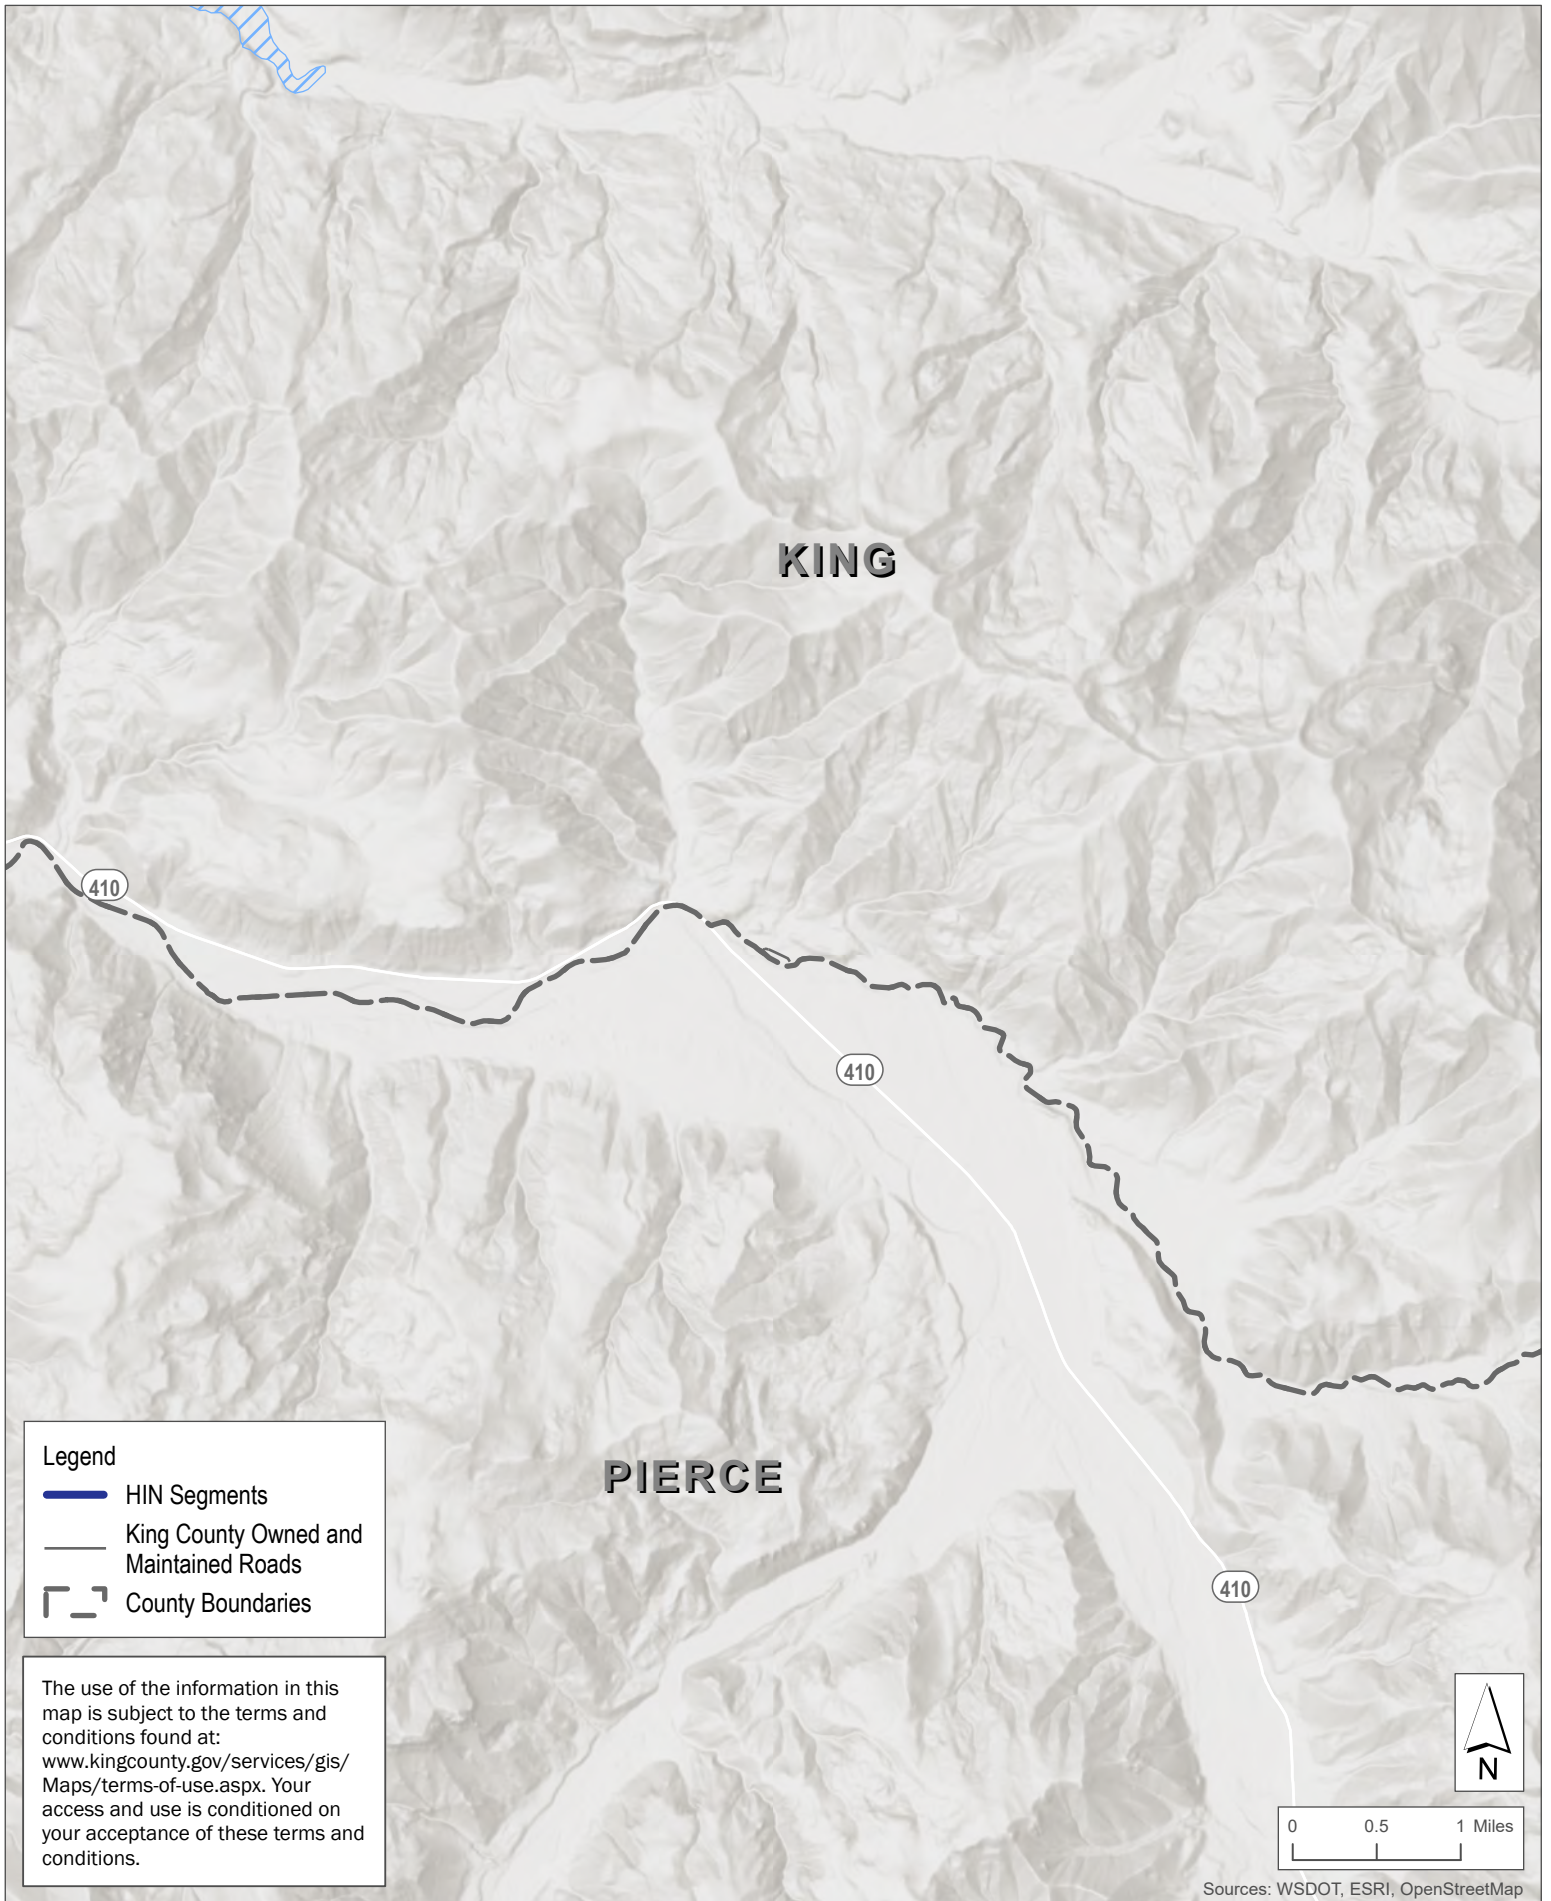 KING
410
410
PIERCE
410
Legend
HIN Segments
King County Owned and
Maintained Roads
County Boundaries
The use of the information in this
map is subject to the terms and
conditions found at:
www.kingcounty.gov/services/gis/
Maps/terms-of-use.aspx. Your
access and use is conditioned on
your acceptance of these terms and
conditions.
N
0 0.5 1 Miles
Sources: WSDOT, ESRI, OpenStreetMap